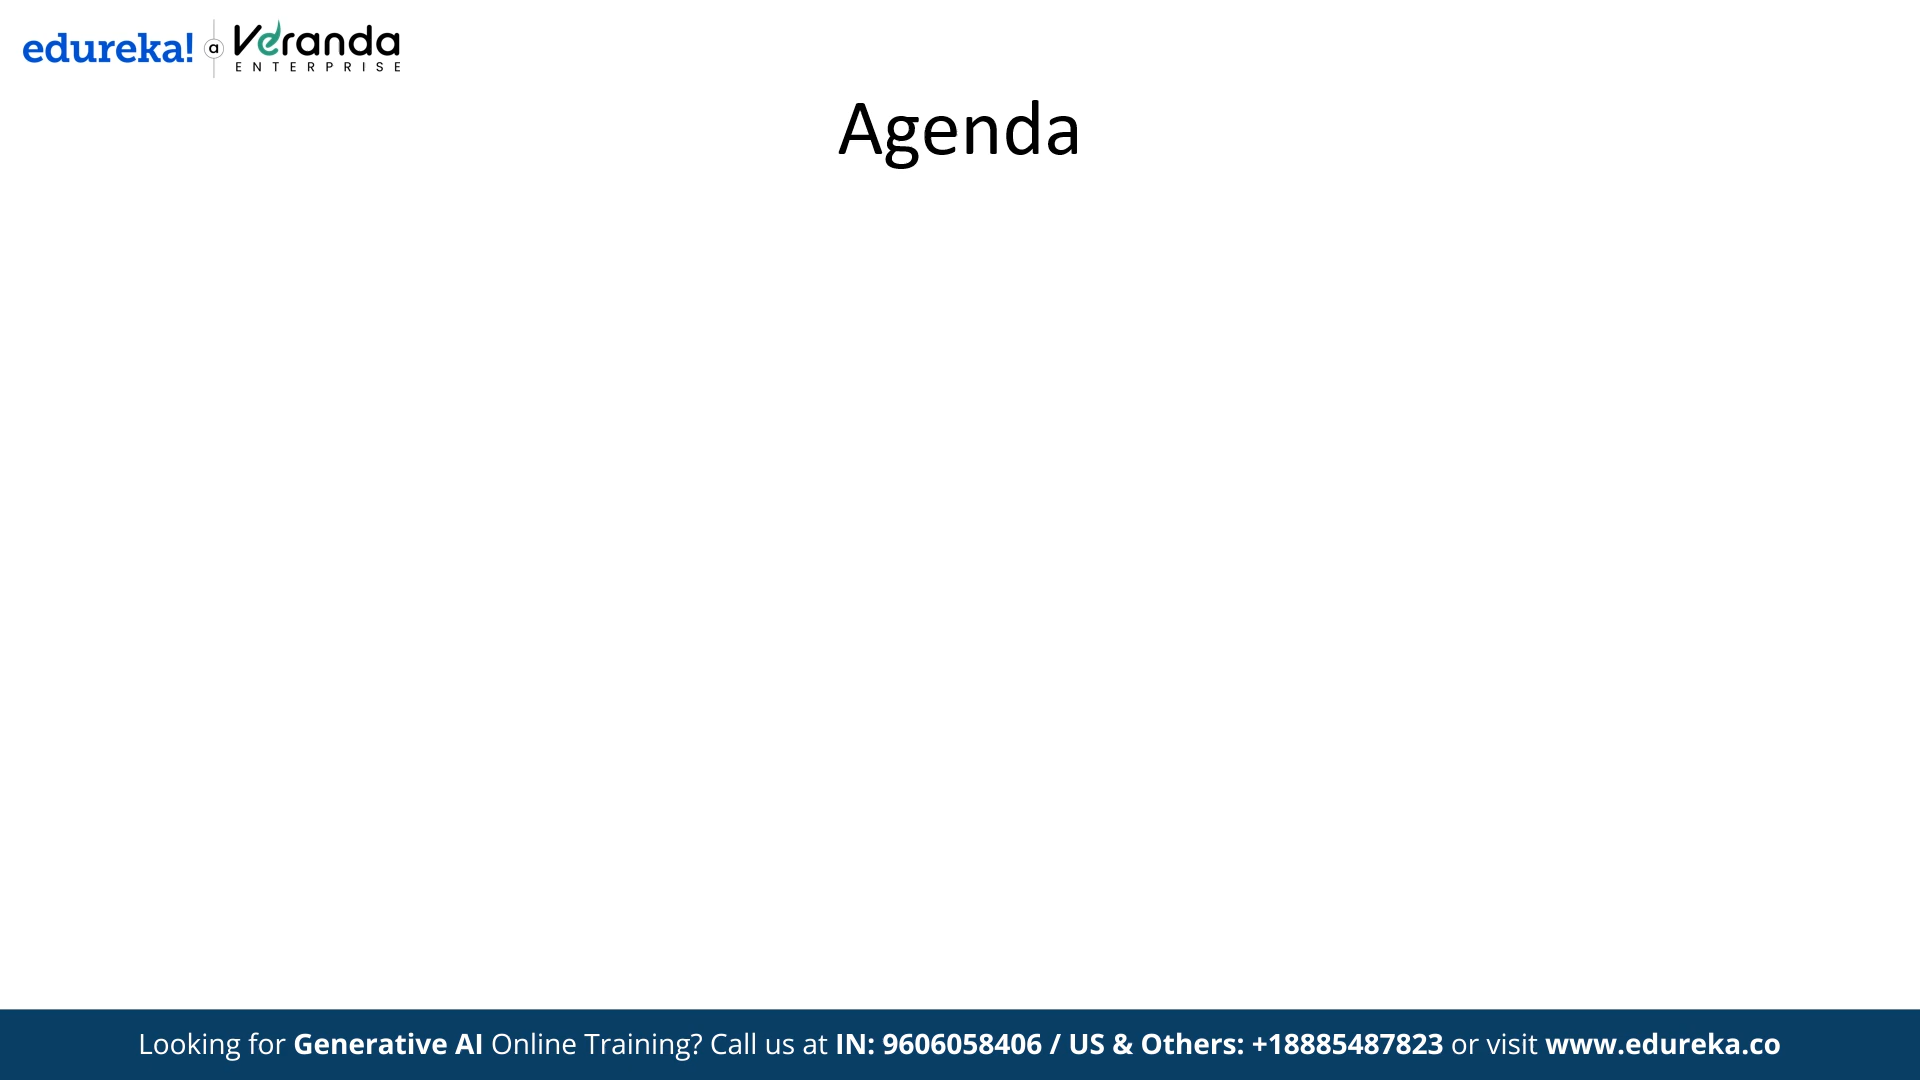 edureka! a Veranda
ENTERPRISE
Agenda
Looking for Generative AI Online Training? Call us at IN: 9606058406 / US & Others: +18885487823 or visit www.edureka.co